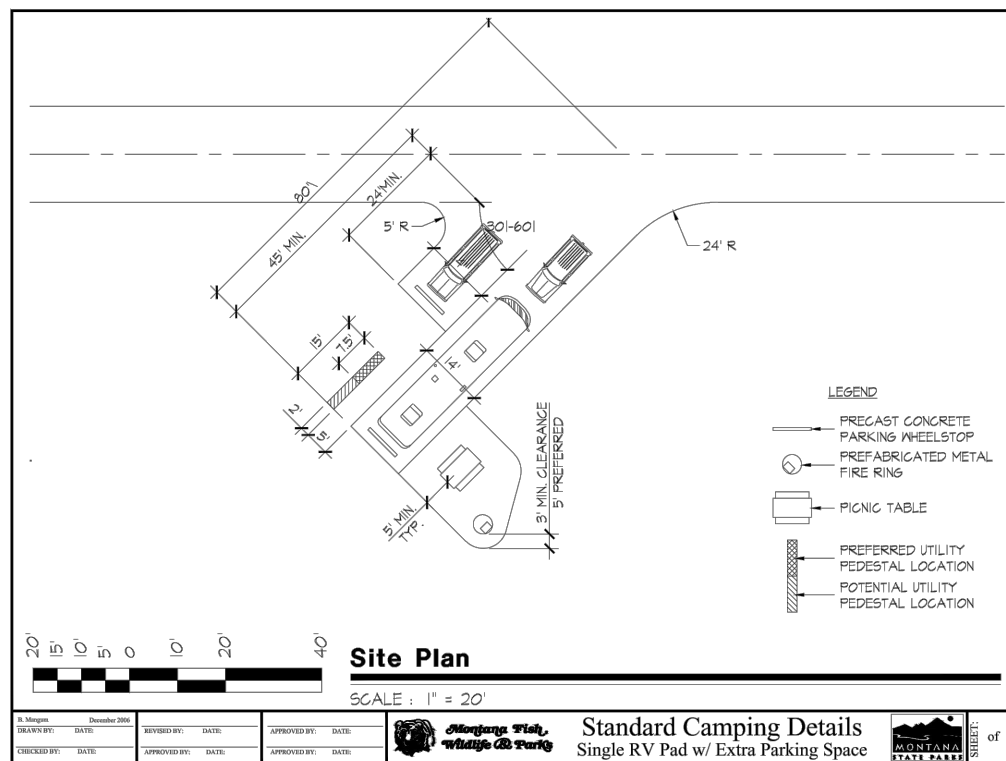 80'\
45' MIN.
24' MIN.
5' R
30|-60|
24' R
15'
7.5'
14'
2'
5'
5' MIN.
TYP.
3' MIN. CLEARANCE
5' PREFERRED
LEGEND
PRECAST CONCRETE
PARKING WHEELSTOP
PREFABRICATED METAL
FIRE RING
PICNIC TABLE
PREFERRED UTILITY
PEDESTAL LOCATION
POTENTIAL UTILITY
PEDESTAL LOCATION
20' 15' 10' 5' 0 10' 20' 40'
Site Plan
SCALE : 1" = 20'
B. Mangum December 2006
DRAWN BY: DATE:
CHECKED BY: DATE:
REVISED BY: DATE:
APPROVED BY: DATE:
APPROVED BY: DATE:
APPROVED BY: DATE:
Montana Fish,
Wildlife & Parks
Standard Camping Details
Single RV Pad w/ Extra Parking Space
MONTANA
STATE PARKS
SHEET:
of